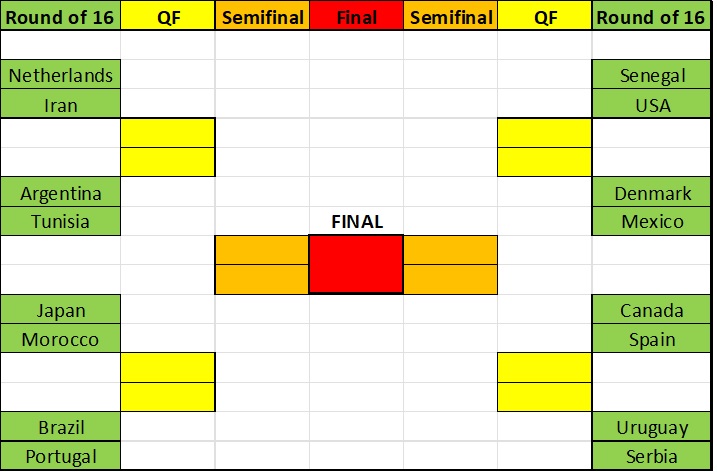 Round of 16 QF Semifinal Final Semifinal QF Round of 16
Netherlands Senegal
Iran USA
Argentina Denmark
Tunisia FINAL Mexico
Japan Canada
Morocco Spain
Brazil Uruguay
Portugal Serbia